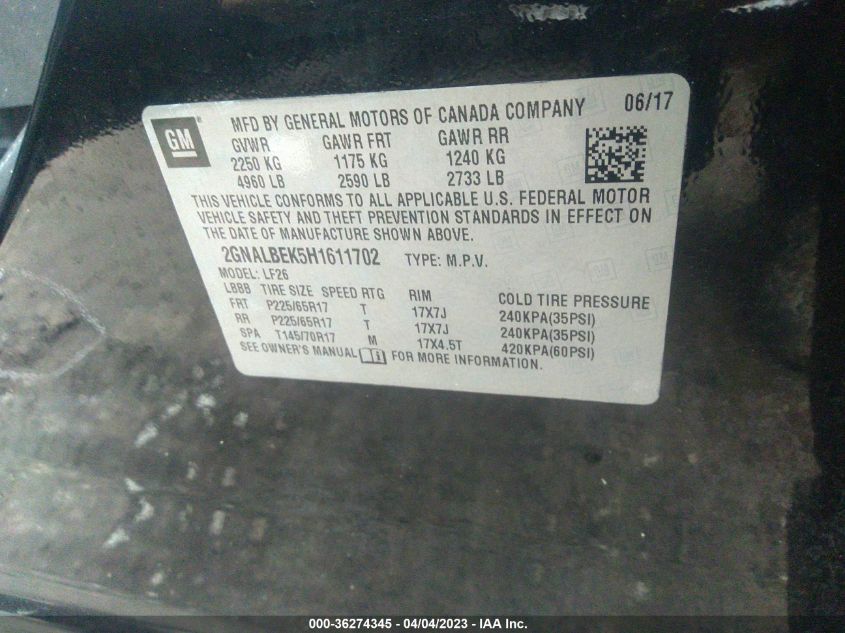 GM
MFD BY GENERAL MOTORS OF CANADA COMPANY 06/17
GVWR GAWR FRT GAWR RR
2250 KG 1175 KG 1240 KG
4960 LB 2590 LB 2733 LB
THIS VEHICLE CONFORMS TO ALL APPLICABLE U.S. FEDERAL MOTOR
VEHICLE SAFETY AND THEFT PREVENTION STANDARDS IN EFFECT ON
THE DATE OF MANUFACTURE SHOWN ABOVE.
2GNALBEK5H1611702 TYPE: M.P.V.
MODEL: LF26
LBBB TIRE SIZE SPEED RTG RIM COLD TIRE PRESSURE
FRT P225/65R17 T 17X7J 240KPA(35PSI)
RR P225/65R17 T 17X7J 240KPA(35PSI)
SPA T145/70R17 M 17X4.5T 420KPA(60PSI)
SEE OWNER'S MANUAL FOR MORE INFORMATION.
000-36274345 - 04/04/2023 - IAA Inc.